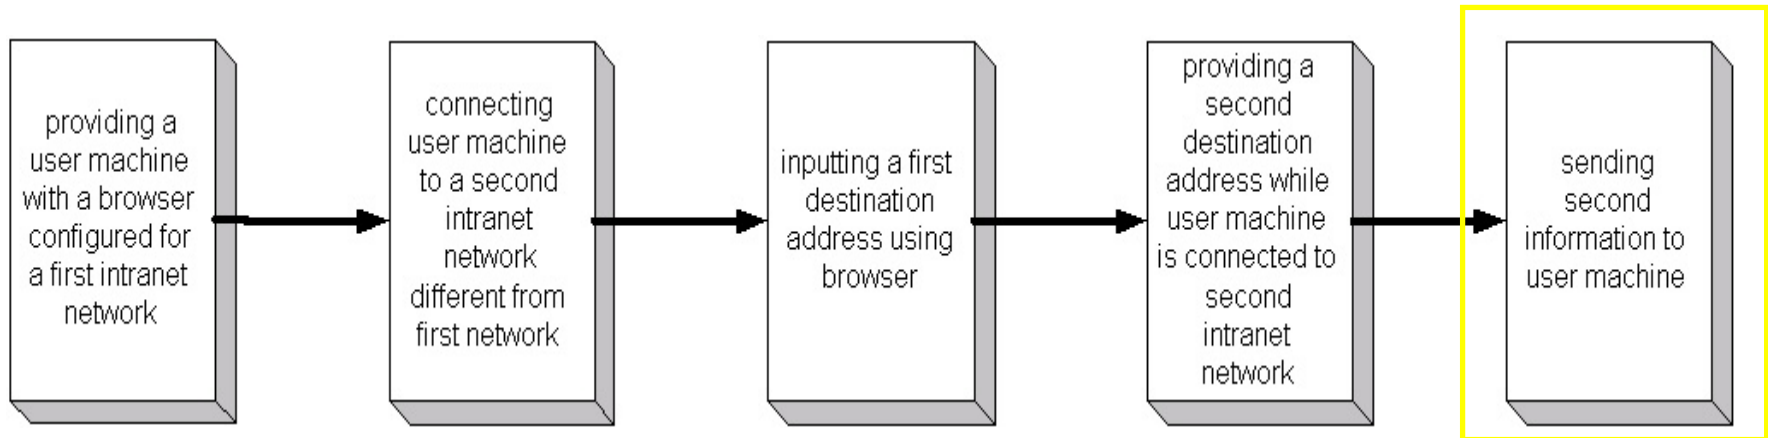 providing a
user machine
with a browser
configured for
a first intranet
network
connecting
user machine
to a second
intranet
network
different from
first network
inputting a first
destination
address using
browser
providing a
second
destination
address while
user machine
is connected to
second
intranet
network
sending
second
information to
user machine